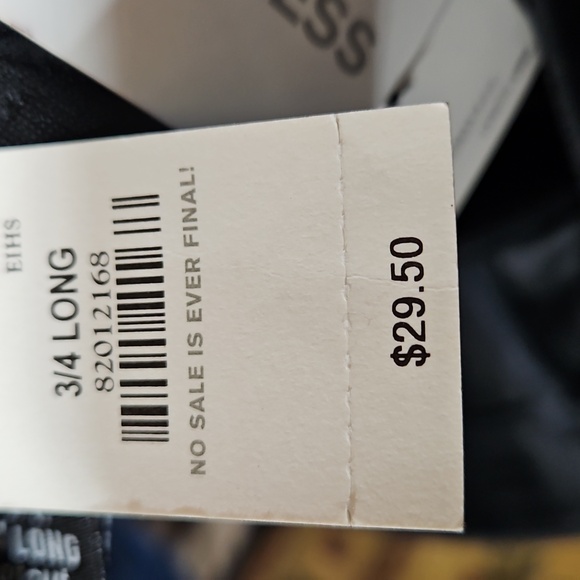 ESS
EIHS
3/4 LONG
82012168
NO SALE IS EVER FINAL!
$29.50
LONG